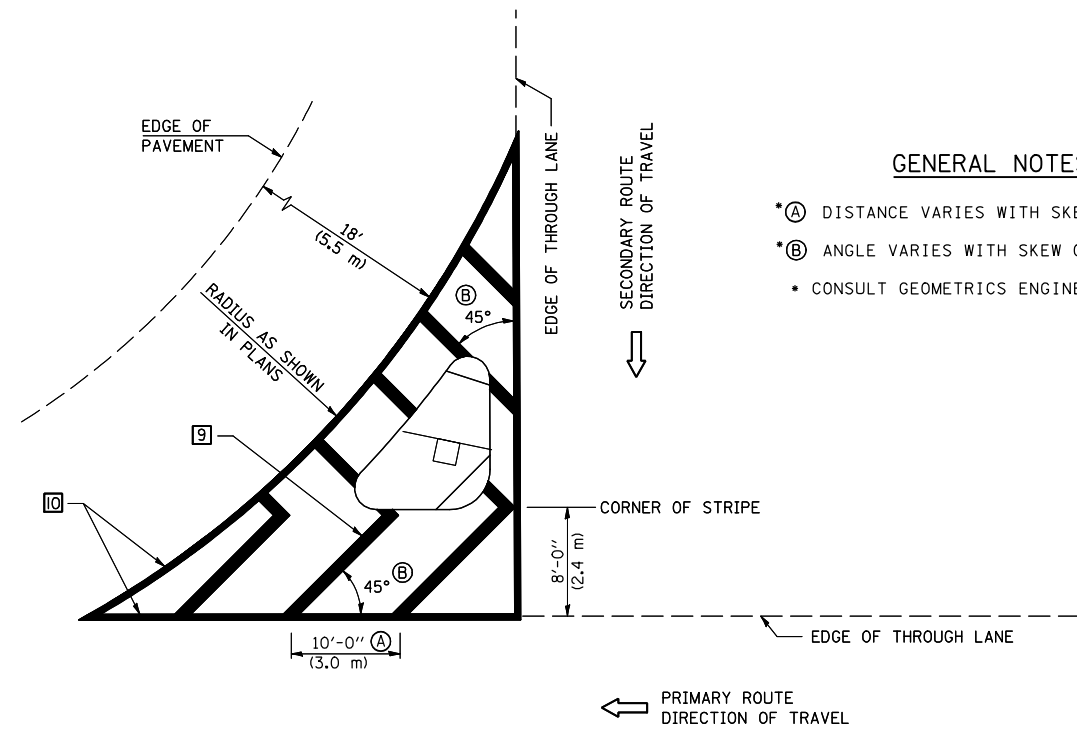 EDGE OF
PAVEMENT
18'
(5.5 m)
RADIUS AS SHOWN
IN PLANS
EDGE OF THROUGH LANE
SECONDARY ROUTE
DIRECTION OF TRAVEL
GENERAL NOTES
*Ⓐ DISTANCE VARIES WITH SKE
*Ⓑ ANGLE VARIES WITH SKEW
* CONSULT GEOMETRICS ENGINE
Ⓑ
45°
9
10
CORNER OF STRIPE
8'-0"
(2.4 m)
45° Ⓑ
10'-0" Ⓐ
(3.0 m)
EDGE OF THROUGH LANE
PRIMARY ROUTE
DIRECTION OF TRAVEL